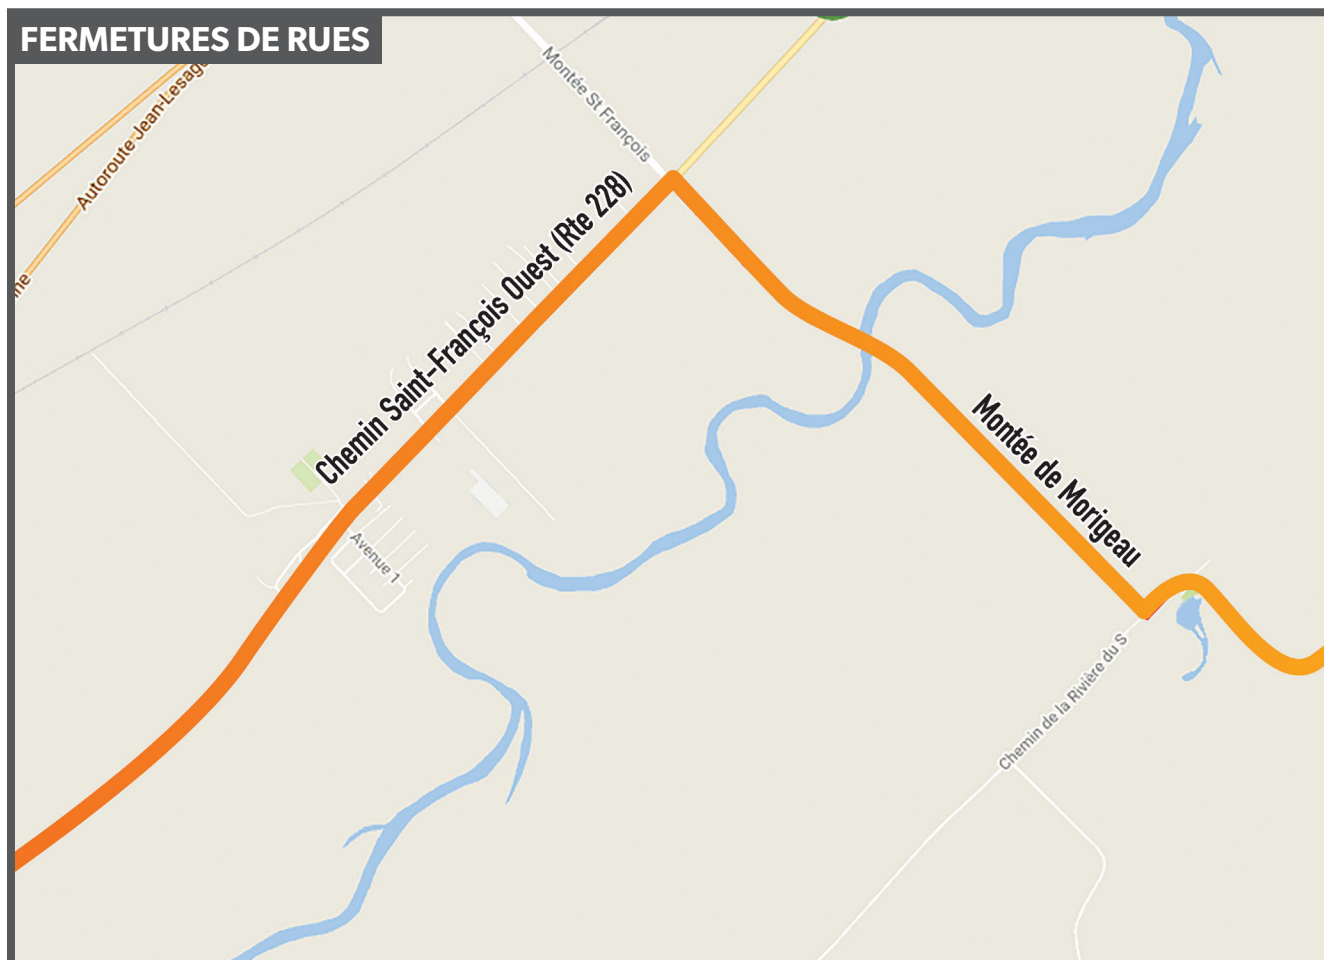 FERMETURES DE RUES
Montée St François
Autoroute Jean-Lesage
ne
Chemin Saint-François Ouest (Rte 228)
Montée de Morigeau
Avenue 1
Chemin de la Rivière du S